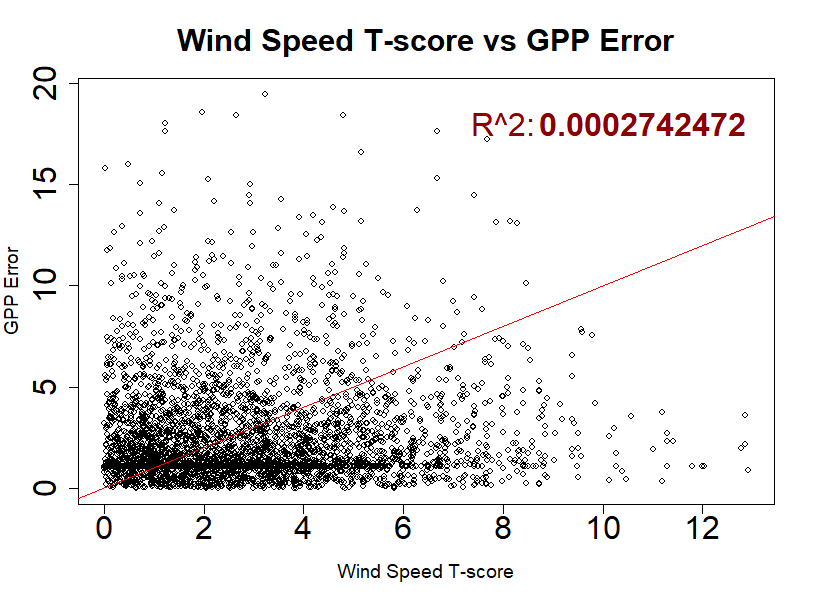 Wind Speed T-score vs GPP Error
R^2: 0.0002742472
20
15
10
5
0
GPP Error
0 2 4 6 8 10 12
Wind Speed T-score